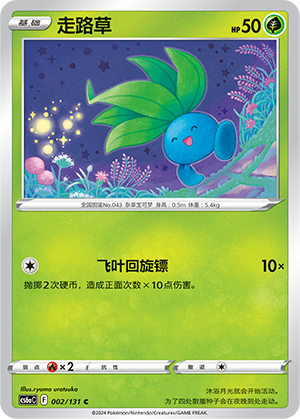 基础 走路草 HP50
全国图鉴No.043 杂草宝可梦 身高：0.5m 体重：5.4kg
飞叶回旋镖 10×
抛掷2次硬币，造成正面次数×10点伤害。
弱点 ×2 抵抗力 撤退
Illus.ryoma uratsuka
CS6aC F 002/131 C
沐浴月光就会开始活动。
为了四处散播种子会在夜晚到处走动。
©2024 Pokémon/Nintendo/Creatures/GAME FREAK.